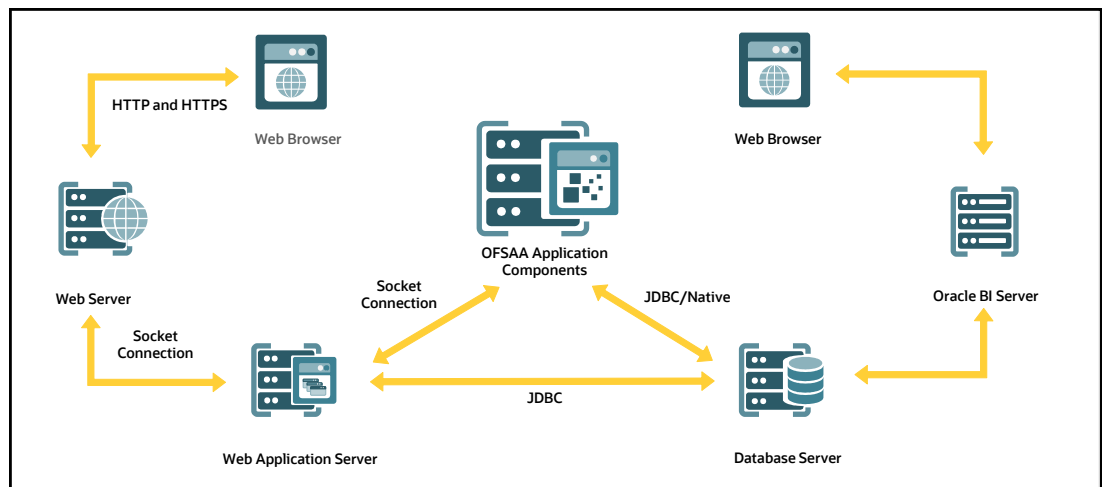 HTTP and HTTPS
Web Browser
Web Browser
OFSAA Application
Components
Web Server
Socket
Connection
JDBC/Native
Oracle BI Server
Socket
Connection
JDBC
Web Application Server
Database Server